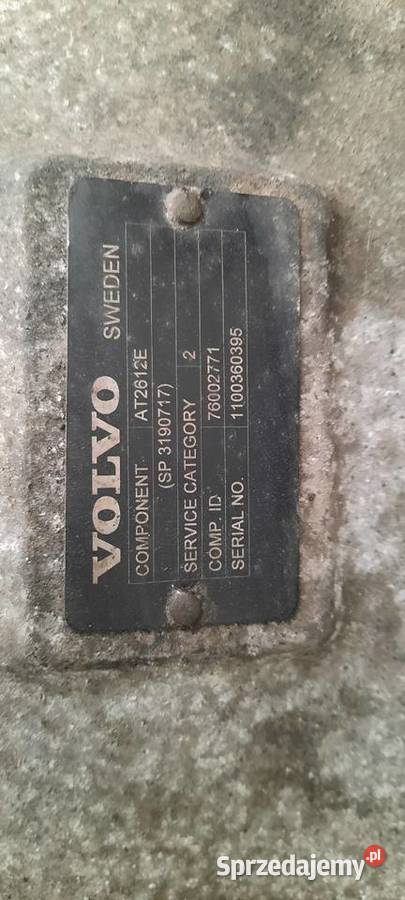 VOLVO SWEDEN
COMPONENT AT2612E
(SP 3190717)
SERVICE CATEGORY 2
COMP. ID 76002771
SERIAL NO. 1100360395
Sprzedajemy.pl